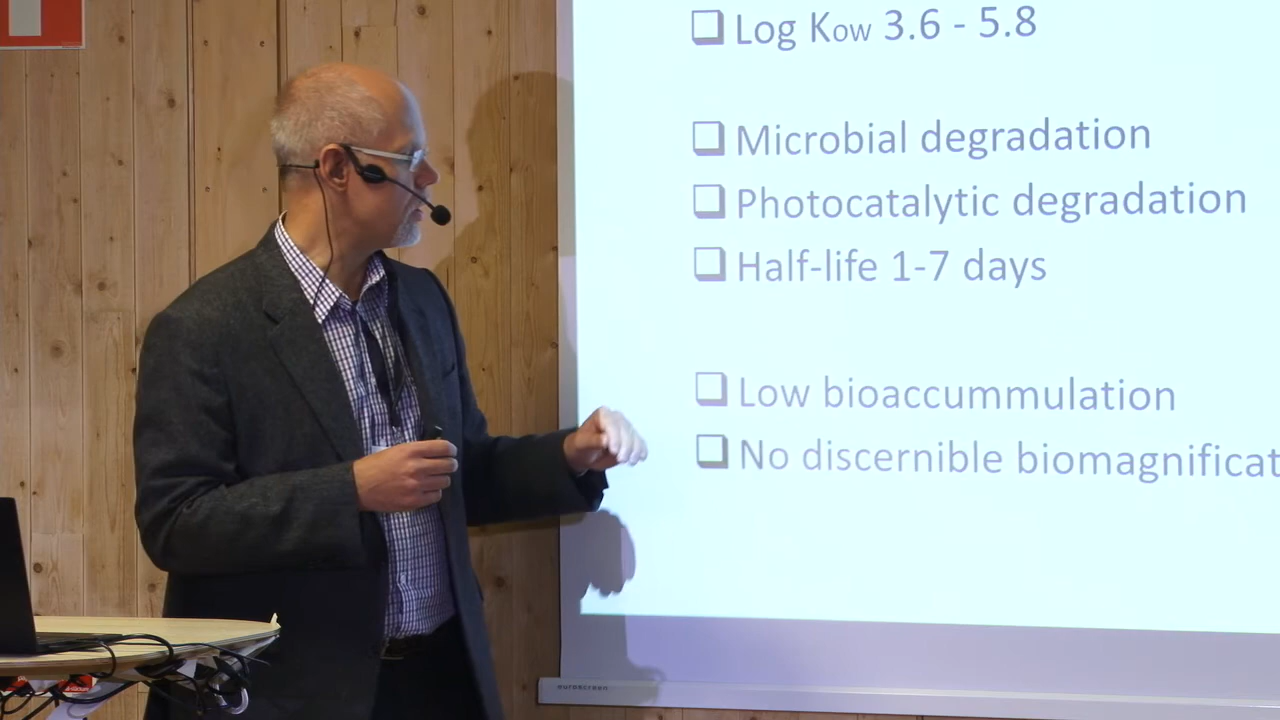 Log Kow 3.6 - 5.8
Microbial degradation
Photocatalytic degradation
Half-life 1-7 days
Low bioaccummulation
No discernible biomagnificat
euroscreen